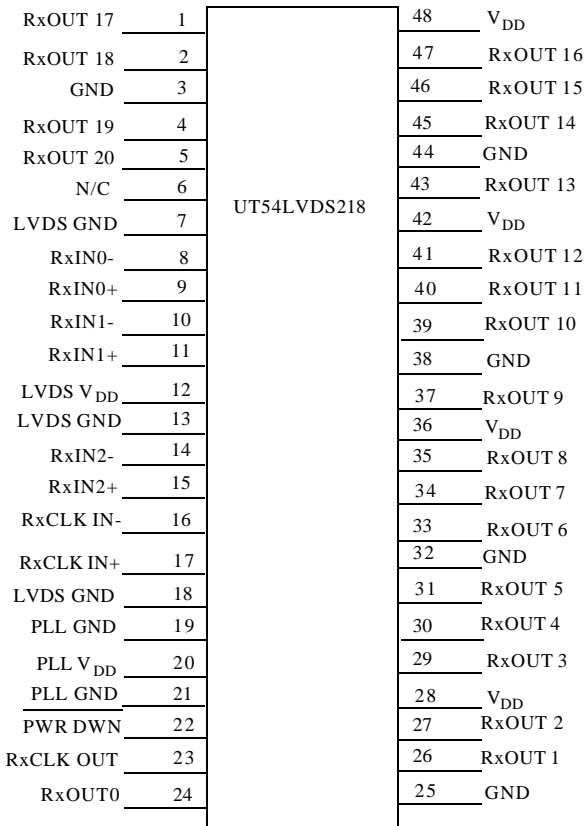 RxOUT 17 1
RxOUT 18 2
GND 3
RxOUT 19 4
RxOUT 20 5
N/C 6
LVDS GND 7
RxIN0- 8
RxIN0+ 9
RxIN1- 10
RxIN1+ 11
LVDS VDD 12
LVDS GND 13
RxIN2- 14
RxIN2+ 15
RxCLK IN- 16
RxCLK IN+ 17
LVDS GND 18
PLL GND 19
PLL VDD 20
PLL GND 21
PWR DWN 22
RxCLK OUT 23
RxOUT0 24
UT54LVDS218
48 VDD
47 RxOUT 16
46 RxOUT 15
45 RxOUT 14
44 GND
43 RxOUT 13
42 VDD
41 RxOUT 12
40 RxOUT 11
39 RxOUT 10
38 GND
37 RxOUT 9
36 VDD
35 RxOUT 8
34 RxOUT 7
33 RxOUT 6
32 GND
31 RxOUT 5
30 RxOUT 4
29 RxOUT 3
28 VDD
27 RxOUT 2
26 RxOUT 1
25 GND